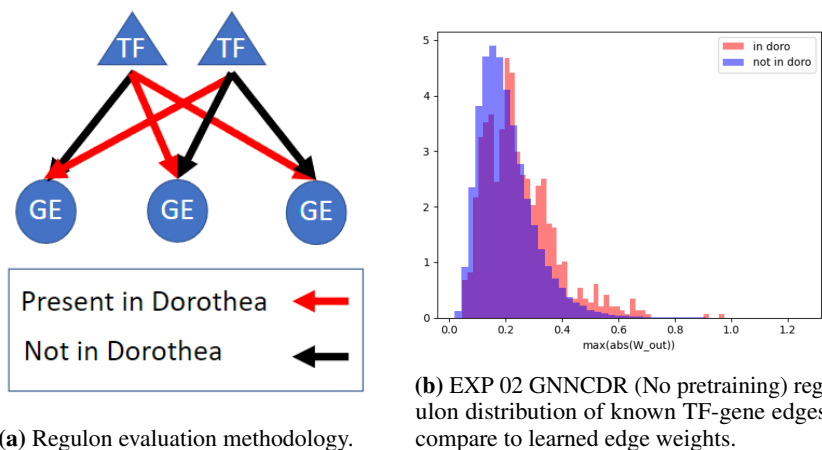 TF TF
GE GE GE
Present in Dorothea
Not in Dorothea
(a) Regulon evaluation methodology.
in doro
not in doro
5
4
3
2
1
0
0.0 0.2 0.4 0.6 0.8 1.0 1.2
max(abs(W_out))
(b) EXP 02 GNNCDR (No pretraining) reg
ulon distribution of known TF-gene edges
compare to learned edge weights.